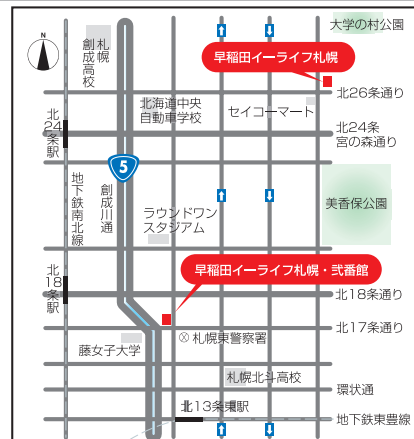 大学の村公園
N
札幌
創成高校
早稲田イーライフ札幌
北海道中央
自動車学校
セイコーマート
北26条通り
北24条駅
北24条
宮の森通り
5
地下鉄南北線
創成川通
ラウンドワン
スタジアム
美香保公園
北18条駅
早稲田イーライフ札幌・弐番館
北18条通り
北17条通り
札幌東警察署
藤女子大学
札幌北斗高校
環状通
北13条東駅
地下鉄東豊線